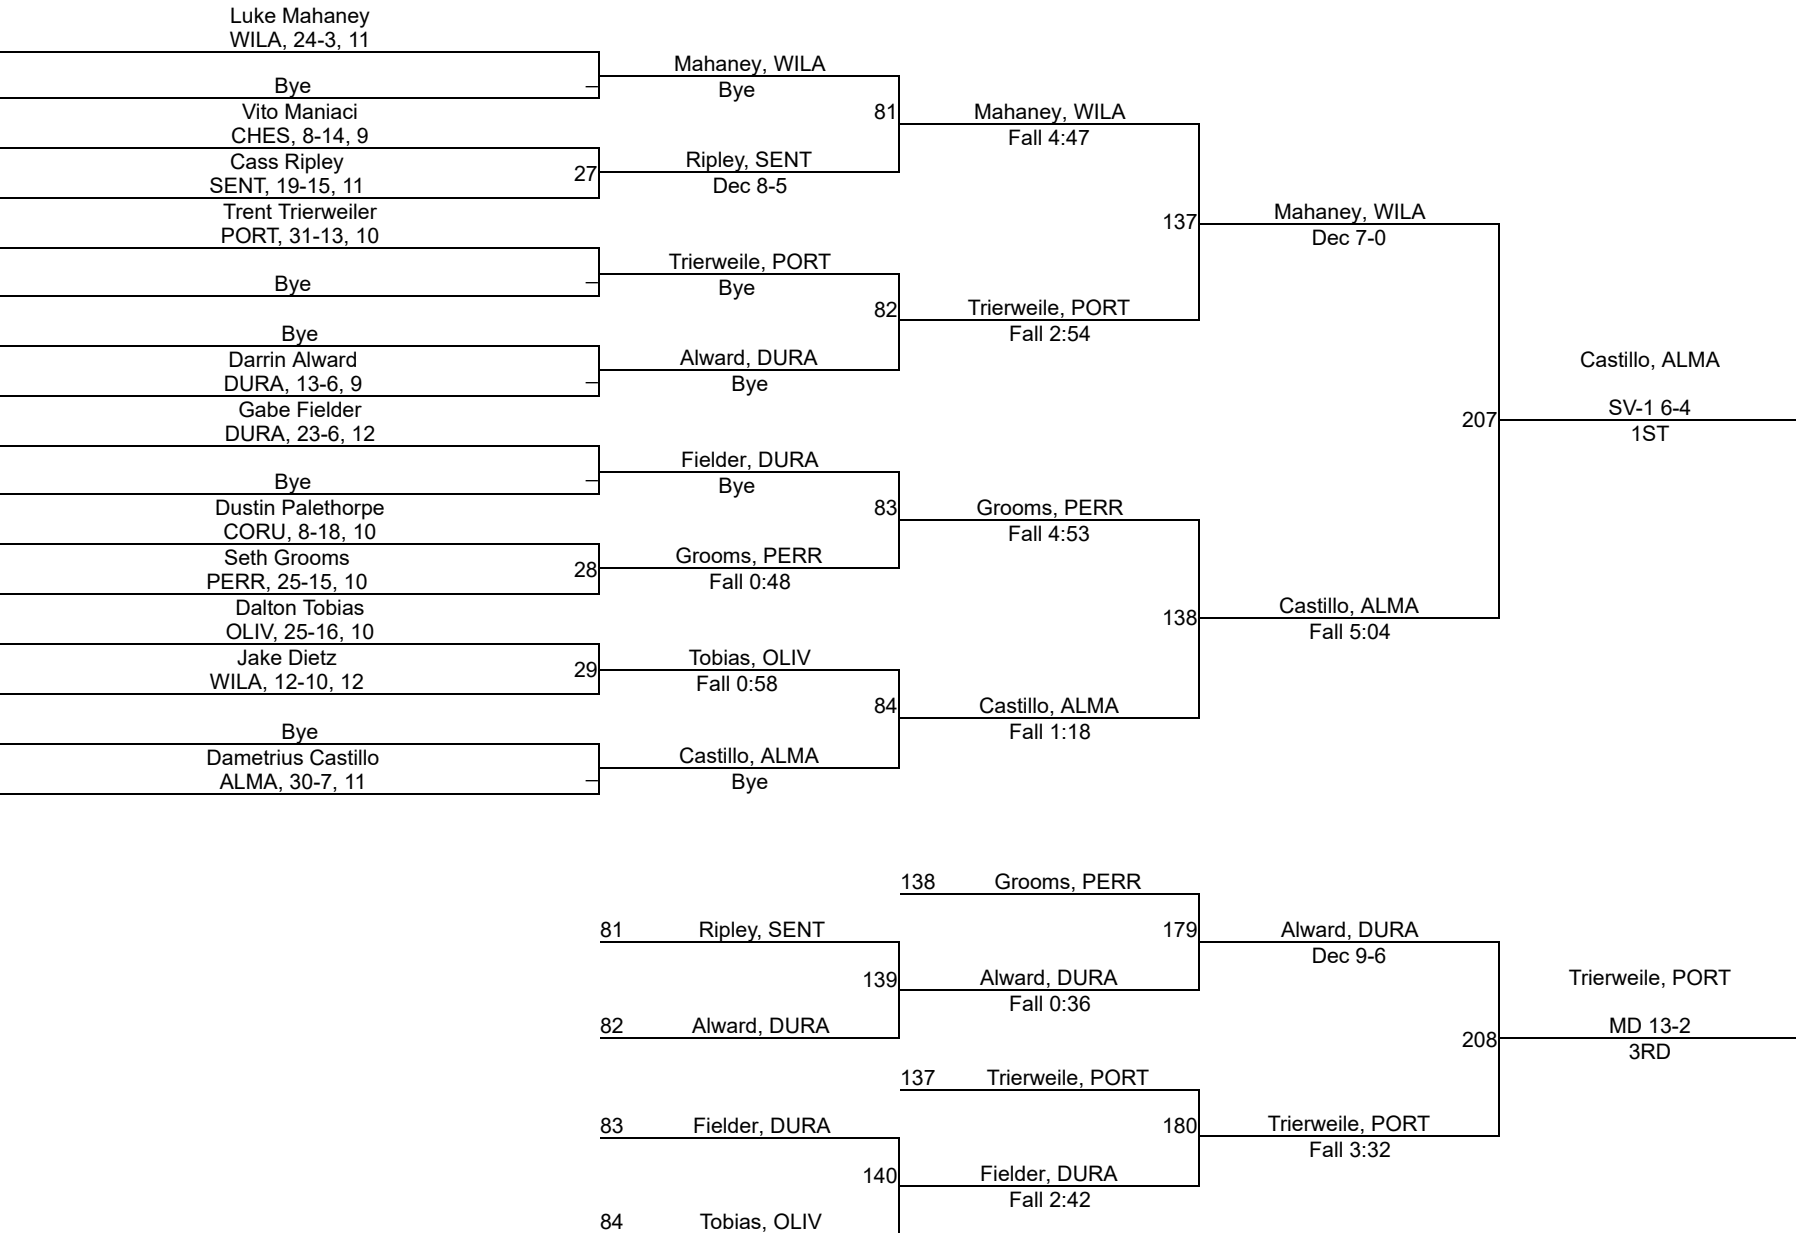 Luke Mahaney
WILA, 24-3, 11
Bye
Vito Maniaci
CHES, 8-14, 9
Cass Ripley
SENT, 19-15, 11
27
Trent Trierweiler
PORT, 31-13, 10
Bye
Bye
Darrin Alward
DURA, 13-6, 9
Gabe Fielder
DURA, 23-6, 12
Bye
Dustin Palethorpe
CORU, 8-18, 10
Seth Grooms
PERR, 25-15, 10
28
Dalton Tobias
OLIV, 25-16, 10
Jake Dietz
WILA, 12-10, 12
29
Bye
Dametrius Castillo
ALMA, 30-7, 11
Mahaney, WILA
Bye
81
Ripley, SENT
Dec 8-5
Trierweile, PORT
Bye
82
Alward, DURA
Bye
Fielder, DURA
Bye
83
Grooms, PERR
Fall 0:48
Tobias, OLIV
Fall 0:58
84
Castillo, ALMA
Bye
Mahaney, WILA
Fall 4:47
137
Trierweile, PORT
Fall 2:54
Grooms, PERR
Fall 4:53
138
Castillo, ALMA
Fall 1:18
Mahaney, WILA
Dec 7-0
207
Castillo, ALMA
Fall 5:04
Castillo, ALMA
SV-1 6-4
1ST
138 Grooms, PERR
81 Ripley, SENT
179
139
Alward, DURA
Fall 0:36
82 Alward, DURA
Alward, DURA
Dec 9-6
137 Trierweile, PORT
83 Fielder, DURA
180
140
Fielder, DURA
Fall 2:42
84 Tobias, OLIV
Trierweile, PORT
Fall 3:32
208
Trierweile, PORT
MD 13-2
3RD